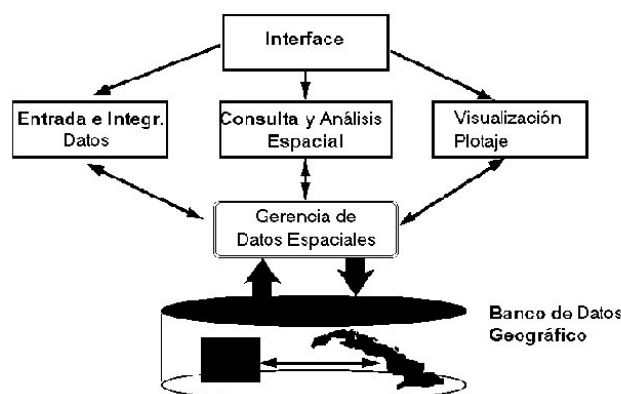 Interface
Entrada e Integr.
Datos
Consulta y Análisis
Espacial
Visualización
Plotaje
Gerencia de
Datos Espaciales
Banco de Datos
Geográfico